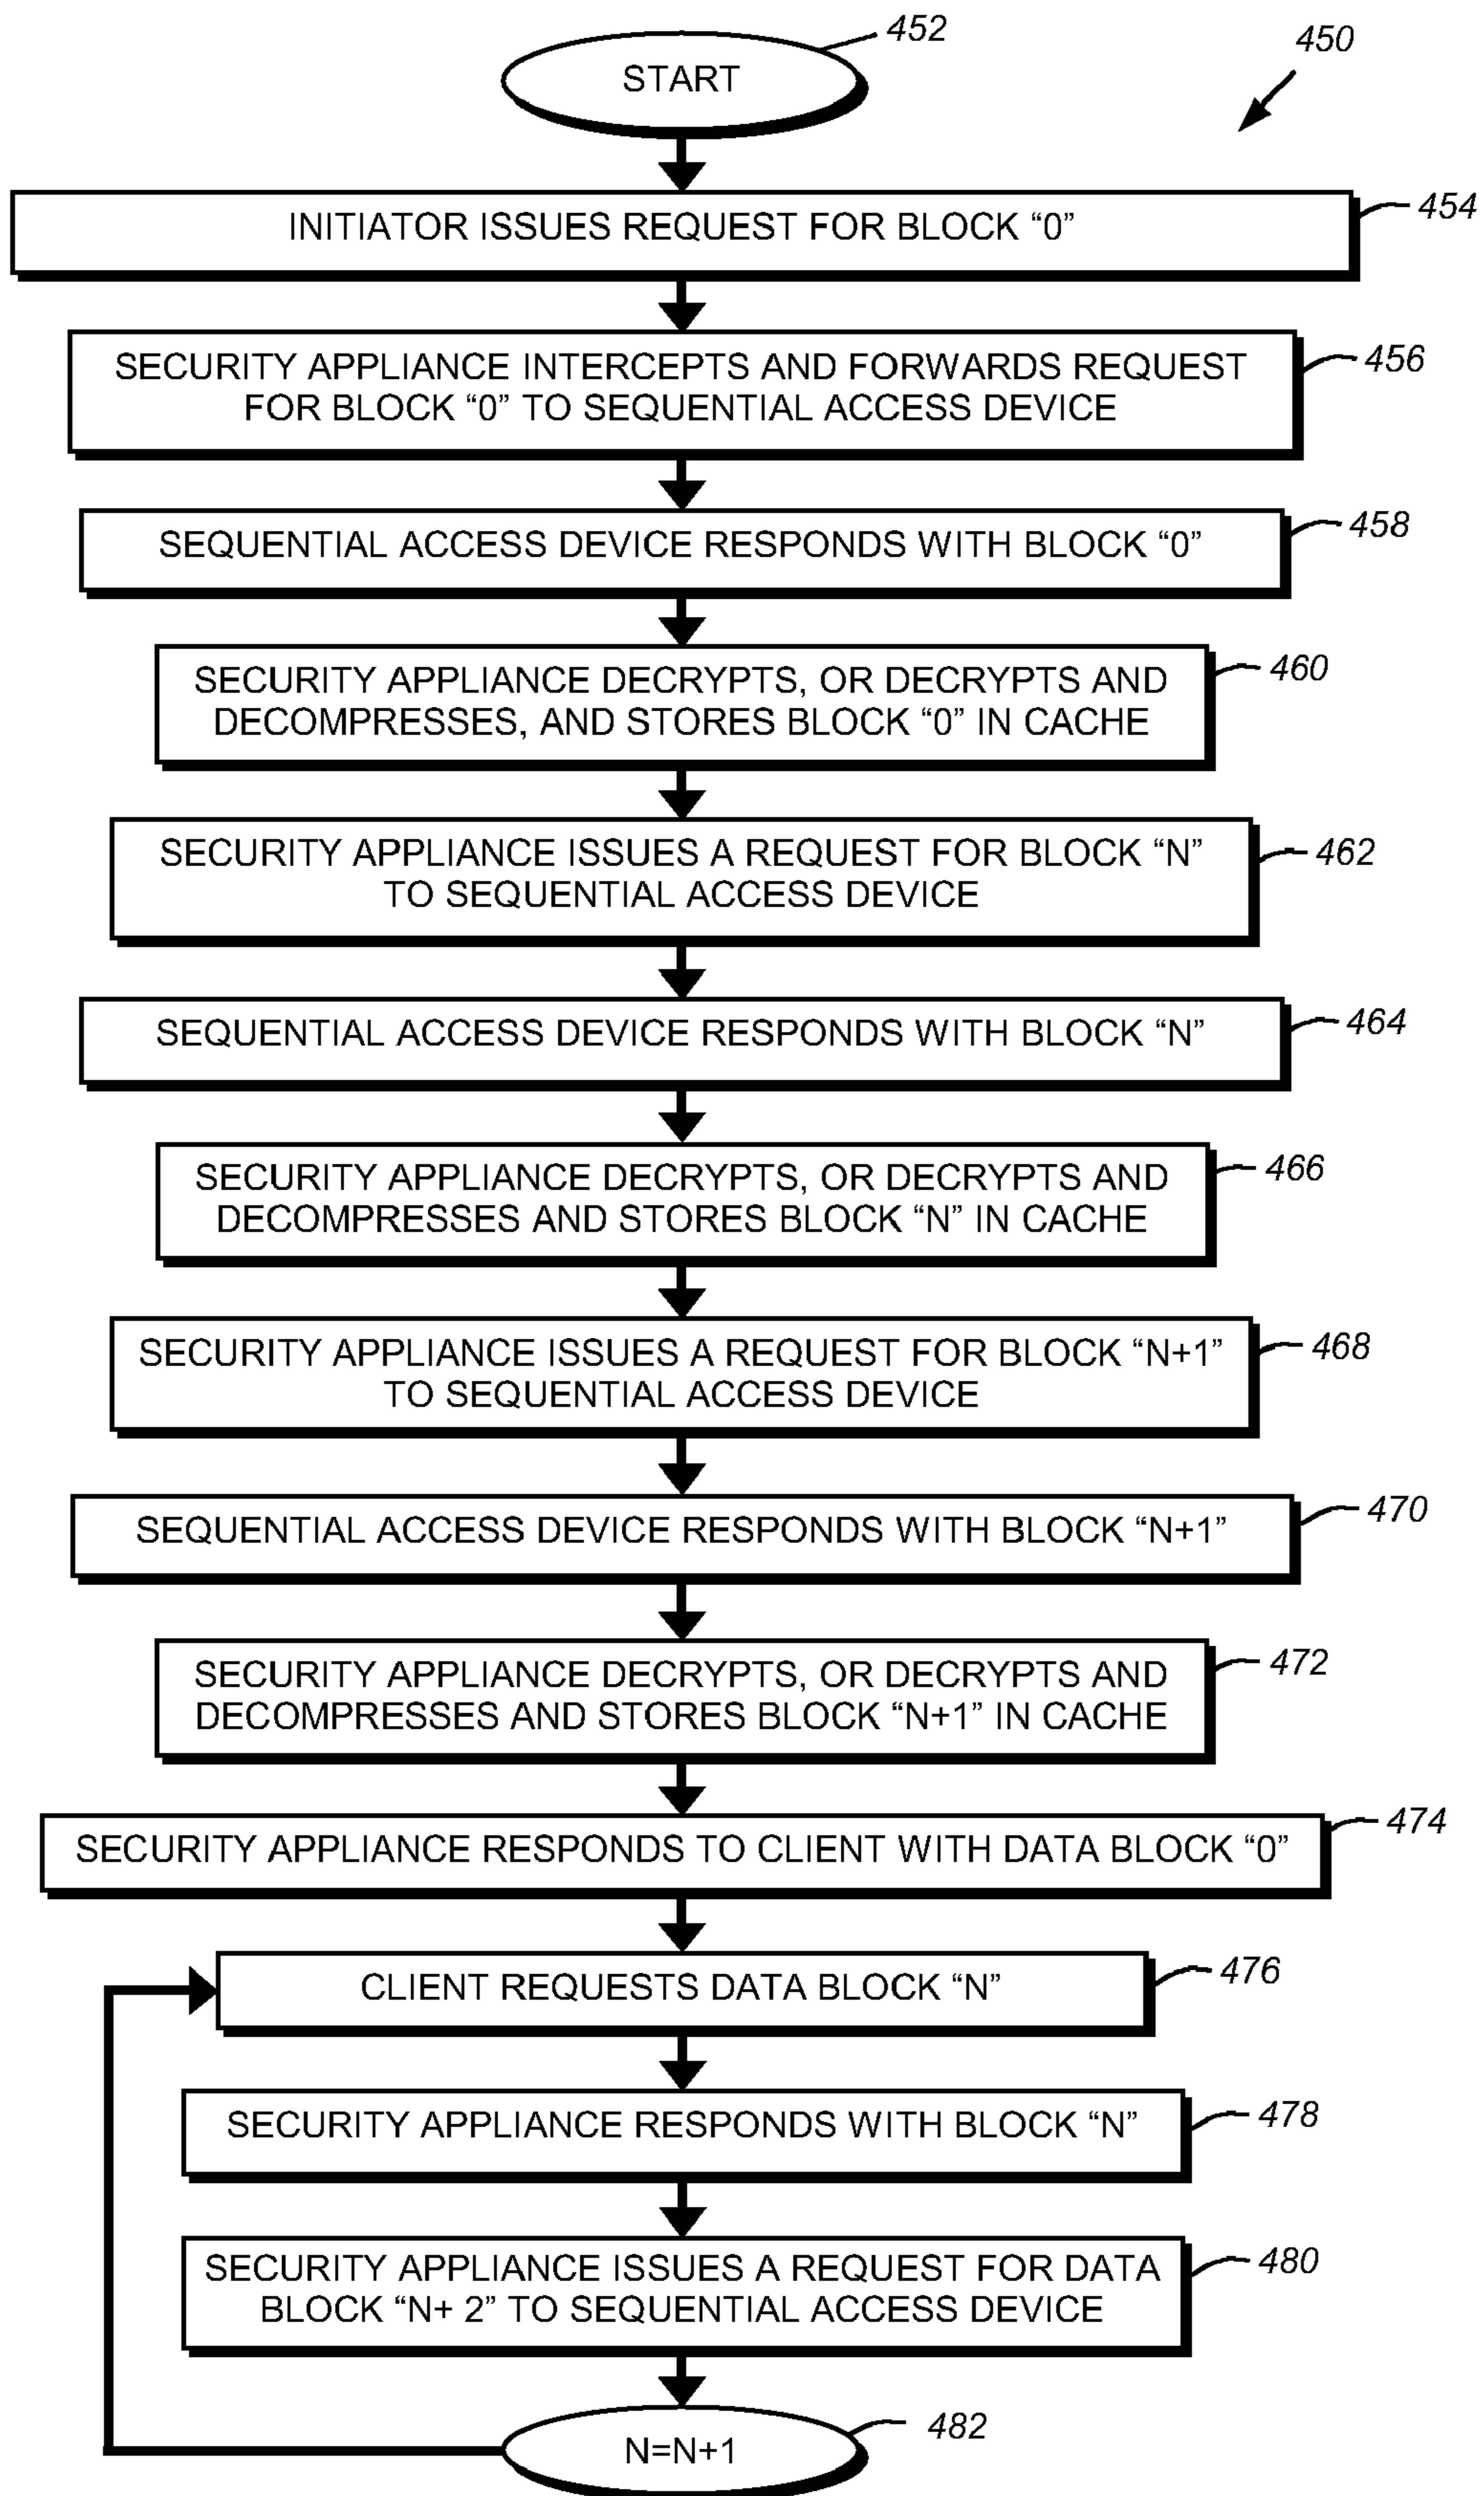 452
450
START
INITIATOR ISSUES REQUEST FOR BLOCK “0”
454
SECURITY APPLIANCE INTERCEPTS AND FORWARDS REQUEST
FOR BLOCK “0” TO SEQUENTIAL ACCESS DEVICE
456
SEQUENTIAL ACCESS DEVICE RESPONDS WITH BLOCK “0”
458
SECURITY APPLIANCE DECRYPTS, OR DECRYPTS AND
DECOMPRESSES, AND STORES BLOCK “0” IN CACHE
460
SECURITY APPLIANCE ISSUES A REQUEST FOR BLOCK “N”
TO SEQUENTIAL ACCESS DEVICE
462
SEQUENTIAL ACCESS DEVICE RESPONDS WITH BLOCK “N”
464
SECURITY APPLIANCE DECRYPTS, OR DECRYPTS AND
DECOMPRESSES AND STORES BLOCK “N” IN CACHE
466
SECURITY APPLIANCE ISSUES A REQUEST FOR BLOCK “N+1”
TO SEQUENTIAL ACCESS DEVICE
468
SEQUENTIAL ACCESS DEVICE RESPONDS WITH BLOCK “N+1”
470
SECURITY APPLIANCE DECRYPTS, OR DECRYPTS AND
DECOMPRESSES AND STORES BLOCK “N+1” IN CACHE
472
SECURITY APPLIANCE RESPONDS TO CLIENT WITH DATA BLOCK “0”
474
CLIENT REQUESTS DATA BLOCK “N”
476
SECURITY APPLIANCE RESPONDS WITH BLOCK “N”
478
SECURITY APPLIANCE ISSUES A REQUEST FOR DATA
BLOCK “N+ 2” TO SEQUENTIAL ACCESS DEVICE
480
N=N+1
482